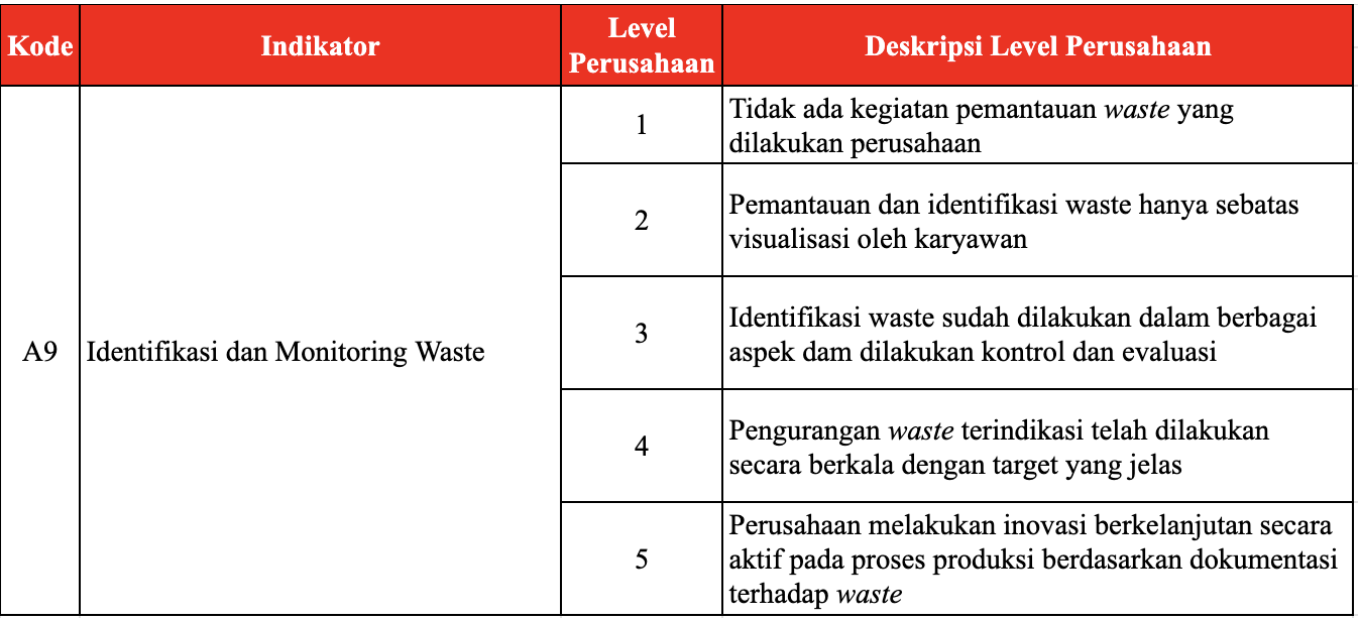 Kode
Indikator
Level
Perusahaan
Deskripsi Level Perusahaan
A9
Identifikasi dan Monitoring Waste
1
Tidak ada kegiatan pemantauan waste yang
dilakukan perusahaan
2
Pemantauan dan identifikasi waste hanya sebatas
visualisasi oleh karyawan
3
Identifikasi waste sudah dilakukan dalam berbagai
aspek dam dilakukan kontrol dan evaluasi
4
Pengurangan waste terindikasi telah dilakukan
secara berkala dengan target yang jelas
5
Perusahaan melakukan inovasi berkelanjutan secara
aktif pada proses produksi berdasarkan dokumentasi
terhadap waste